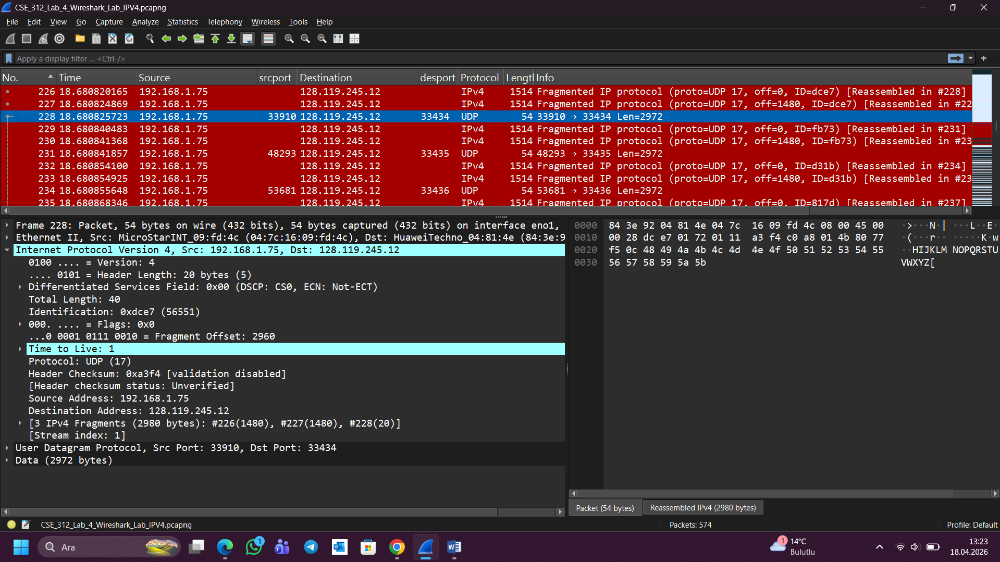 CSE_312_Lab_4_Wireshark_Lab_IPV4.pcapng
File Edit View Go Capture Analyze Statistics Telephony Wireless Tools Help
Apply a display filter ... <Ctrl-/>
No. Time Source srcport Destination desport Protocol Lengtl Info
226 18.680820165 192.168.1.75 128.119.245.12 IPv4 1514 Fragmented IP protocol (proto=UDP 17, off=0, ID=dce7) [Reassembled in #228]
227 18.680824869 192.168.1.75 128.119.245.12 IPv4 1514 Fragmented IP protocol (proto=UDP 17, off=1480, ID=dce7) [Reassembled in #22
228 18.680825723 192.168.1.75 33910 128.119.245.12 33434 UDP 54 33910 → 33434 Len=2972
229 18.680840483 192.168.1.75 128.119.245.12 IPv4 1514 Fragmented IP protocol (proto=UDP 17, off=0, ID=fb73) [Reassembled in #231]
230 18.680841368 192.168.1.75 128.119.245.12 IPv4 1514 Fragmented IP protocol (proto=UDP 17, off=1480, ID=fb73) [Reassembled in #23
231 18.680841857 192.168.1.75 48293 128.119.245.12 33435 UDP 54 48293 → 33435 Len=2972
232 18.680854100 192.168.1.75 128.119.245.12 IPv4 1514 Fragmented IP protocol (proto=UDP 17, off=0, ID=d31b) [Reassembled in #234]
233 18.680854925 192.168.1.75 128.119.245.12 IPv4 1514 Fragmented IP protocol (proto=UDP 17, off=1480, ID=d31b) [Reassembled in #23
234 18.680855648 192.168.1.75 53681 128.119.245.12 33436 UDP 54 53681 → 33436 Len=2972
235 18.680868346 192.168.1.75 128.119.245.12 IPv4 1514 Fragmented IP protocol (proto=UDP 17, off=0, ID=817d) [Reassembled in #237]
Frame 228: Packet, 54 bytes on wire (432 bits), 54 bytes captured (432 bits) on interface eno1,
Ethernet II, Src: MicroStarINT_09:fd:4c (04:7c:16:09:fd:4c), Dst: HuaweiTechno_04:81:4e (84:3e:9
Internet Protocol Version 4, Src: 192.168.1.75, Dst: 128.119.245.12
0100 .... = Version: 4
.... 0101 = Header Length: 20 bytes (5)
Differentiated Services Field: 0x00 (DSCP: CS0, ECN: Not-ECT)
Total Length: 40
Identification: 0xdce7 (56551)
000. .... = Flags: 0x0
...0 0001 0111 0010 = Fragment Offset: 2960
Time to Live: 1
Protocol: UDP (17)
Header Checksum: 0xa3f4 [validation disabled]
[Header checksum status: Unverified]
Source Address: 192.168.1.75
Destination Address: 128.119.245.12
[3 IPv4 Fragments (2980 bytes): #226(1480), #227(1480), #228(20)]
[Stream index: 1]
User Datagram Protocol, Src Port: 33910, Dst Port: 33434
Data (2972 bytes)
0000 84 3e 92 04 81 4e 04 7c 16 09 fd 4c 08 00 45 00 ·>···N·| ···L··E·
0010 00 28 dc e7 01 72 01 11 a3 f4 c0 a8 01 4b 80 77 ·(···r·· ·····K·w
0020 f5 0c 48 49 4a 4b 4c 4d 4e 4f 50 51 52 53 54 55 ··HIJKLM NOPQRSTU
0030 56 57 58 59 5a 5b VWXYZ[
Packet (54 bytes) Reassembled IPv4 (2980 bytes)
CSE_312_Lab_4_Wireshark_Lab_IPV4.pcapng Packets: 574 Profile: Default
Ara 1 1 14°C 13:23
Bulutlu 18.04.2026